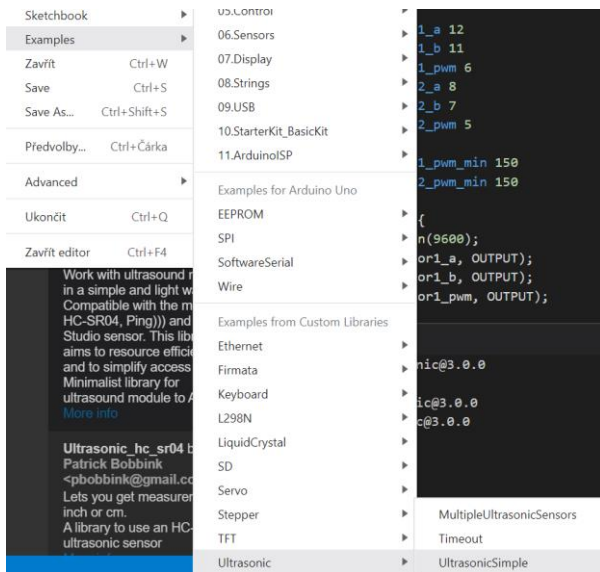 Sketchbook
Examples
Zavřít Ctrl+W
Save Ctrl+S
Save As... Ctrl+Shift+S
Předvolby... Ctrl+Čárka
Advanced
Ukončit Ctrl+Q
Zavřít editor Ctrl+F4
05.Control
06.Sensors
07.Display
08.Strings
09.USB
10.StarterKit_BasicKit
11.ArduinoISP
Examples for Arduino Uno
EEPROM
SPI
SoftwareSerial
Wire
Examples from Custom Libraries
Ethernet
Firmata
Keyboard
L298N
LiquidCrystal
SD
Servo
Stepper
TFT
Ultrasonic
MultipleUltrasonicSensors
Timeout
UltrasonicSimple
Work with ultrasound
in a simple and light
Compatible with the
HC-SR04, Ping))) and
Studio sensor. This
aims to resource
and to simplify access
Minimalist library for
ultrasound module to
More info
Ultrasonic_hc_sr04
Patrick Bobbink
<pbobbink@gmail.co
Lets you get
inch or cm.
A library to use an HC-
ultrasonic sensor
1_a 12
1_b 11
1_pwm 6
2_a 8
2_b 7
2_pwm 5
1_pwm_min 150
2_pwm_min 150
{
n(9600);
or1_a, OUTPUT);
or1_b, OUTPUT);
or1_pwm, OUTPUT);
nic@3.0.0
ic@3.0.0
c@3.0.0